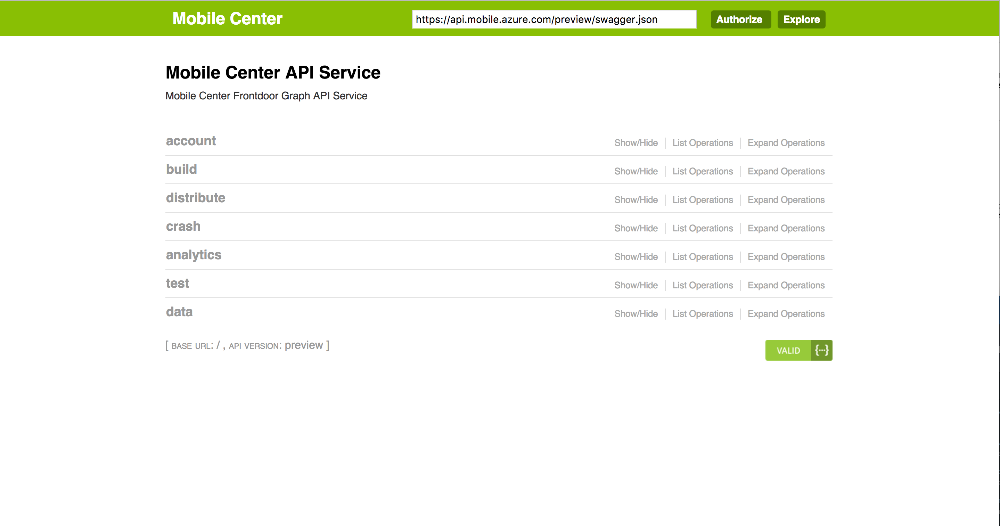 Mobile Center https://api.mobile.azure.com/preview/swagger.json Authorize Explore
Mobile Center API Service
Mobile Center Frontdoor Graph API Service
account Show/Hide List Operations Expand Operations
build Show/Hide List Operations Expand Operations
distribute Show/Hide List Operations Expand Operations
crash Show/Hide List Operations Expand Operations
analytics Show/Hide List Operations Expand Operations
test Show/Hide List Operations Expand Operations
data Show/Hide List Operations Expand Operations
[ BASE URL: / , API VERSION: preview ] VALID {···}